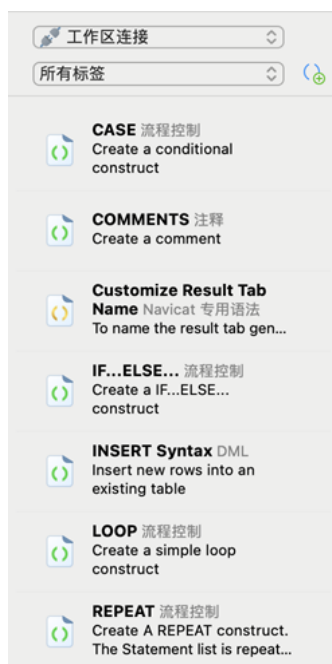 工作区连接
所有标签
CASE 流程控制
Create a conditional
construct
COMMENTS 注释
Create a comment
Customize Result Tab
Name Navicat 专用语法
To name the result tab gen...
IF...ELSE... 流程控制
Create a IF...ELSE...
construct
INSERT Syntax DML
Insert new rows into an
existing table
LOOP 流程控制
Create a simple loop
construct
REPEAT 流程控制
Create A REPEAT construct.
The Statement list is repeat...